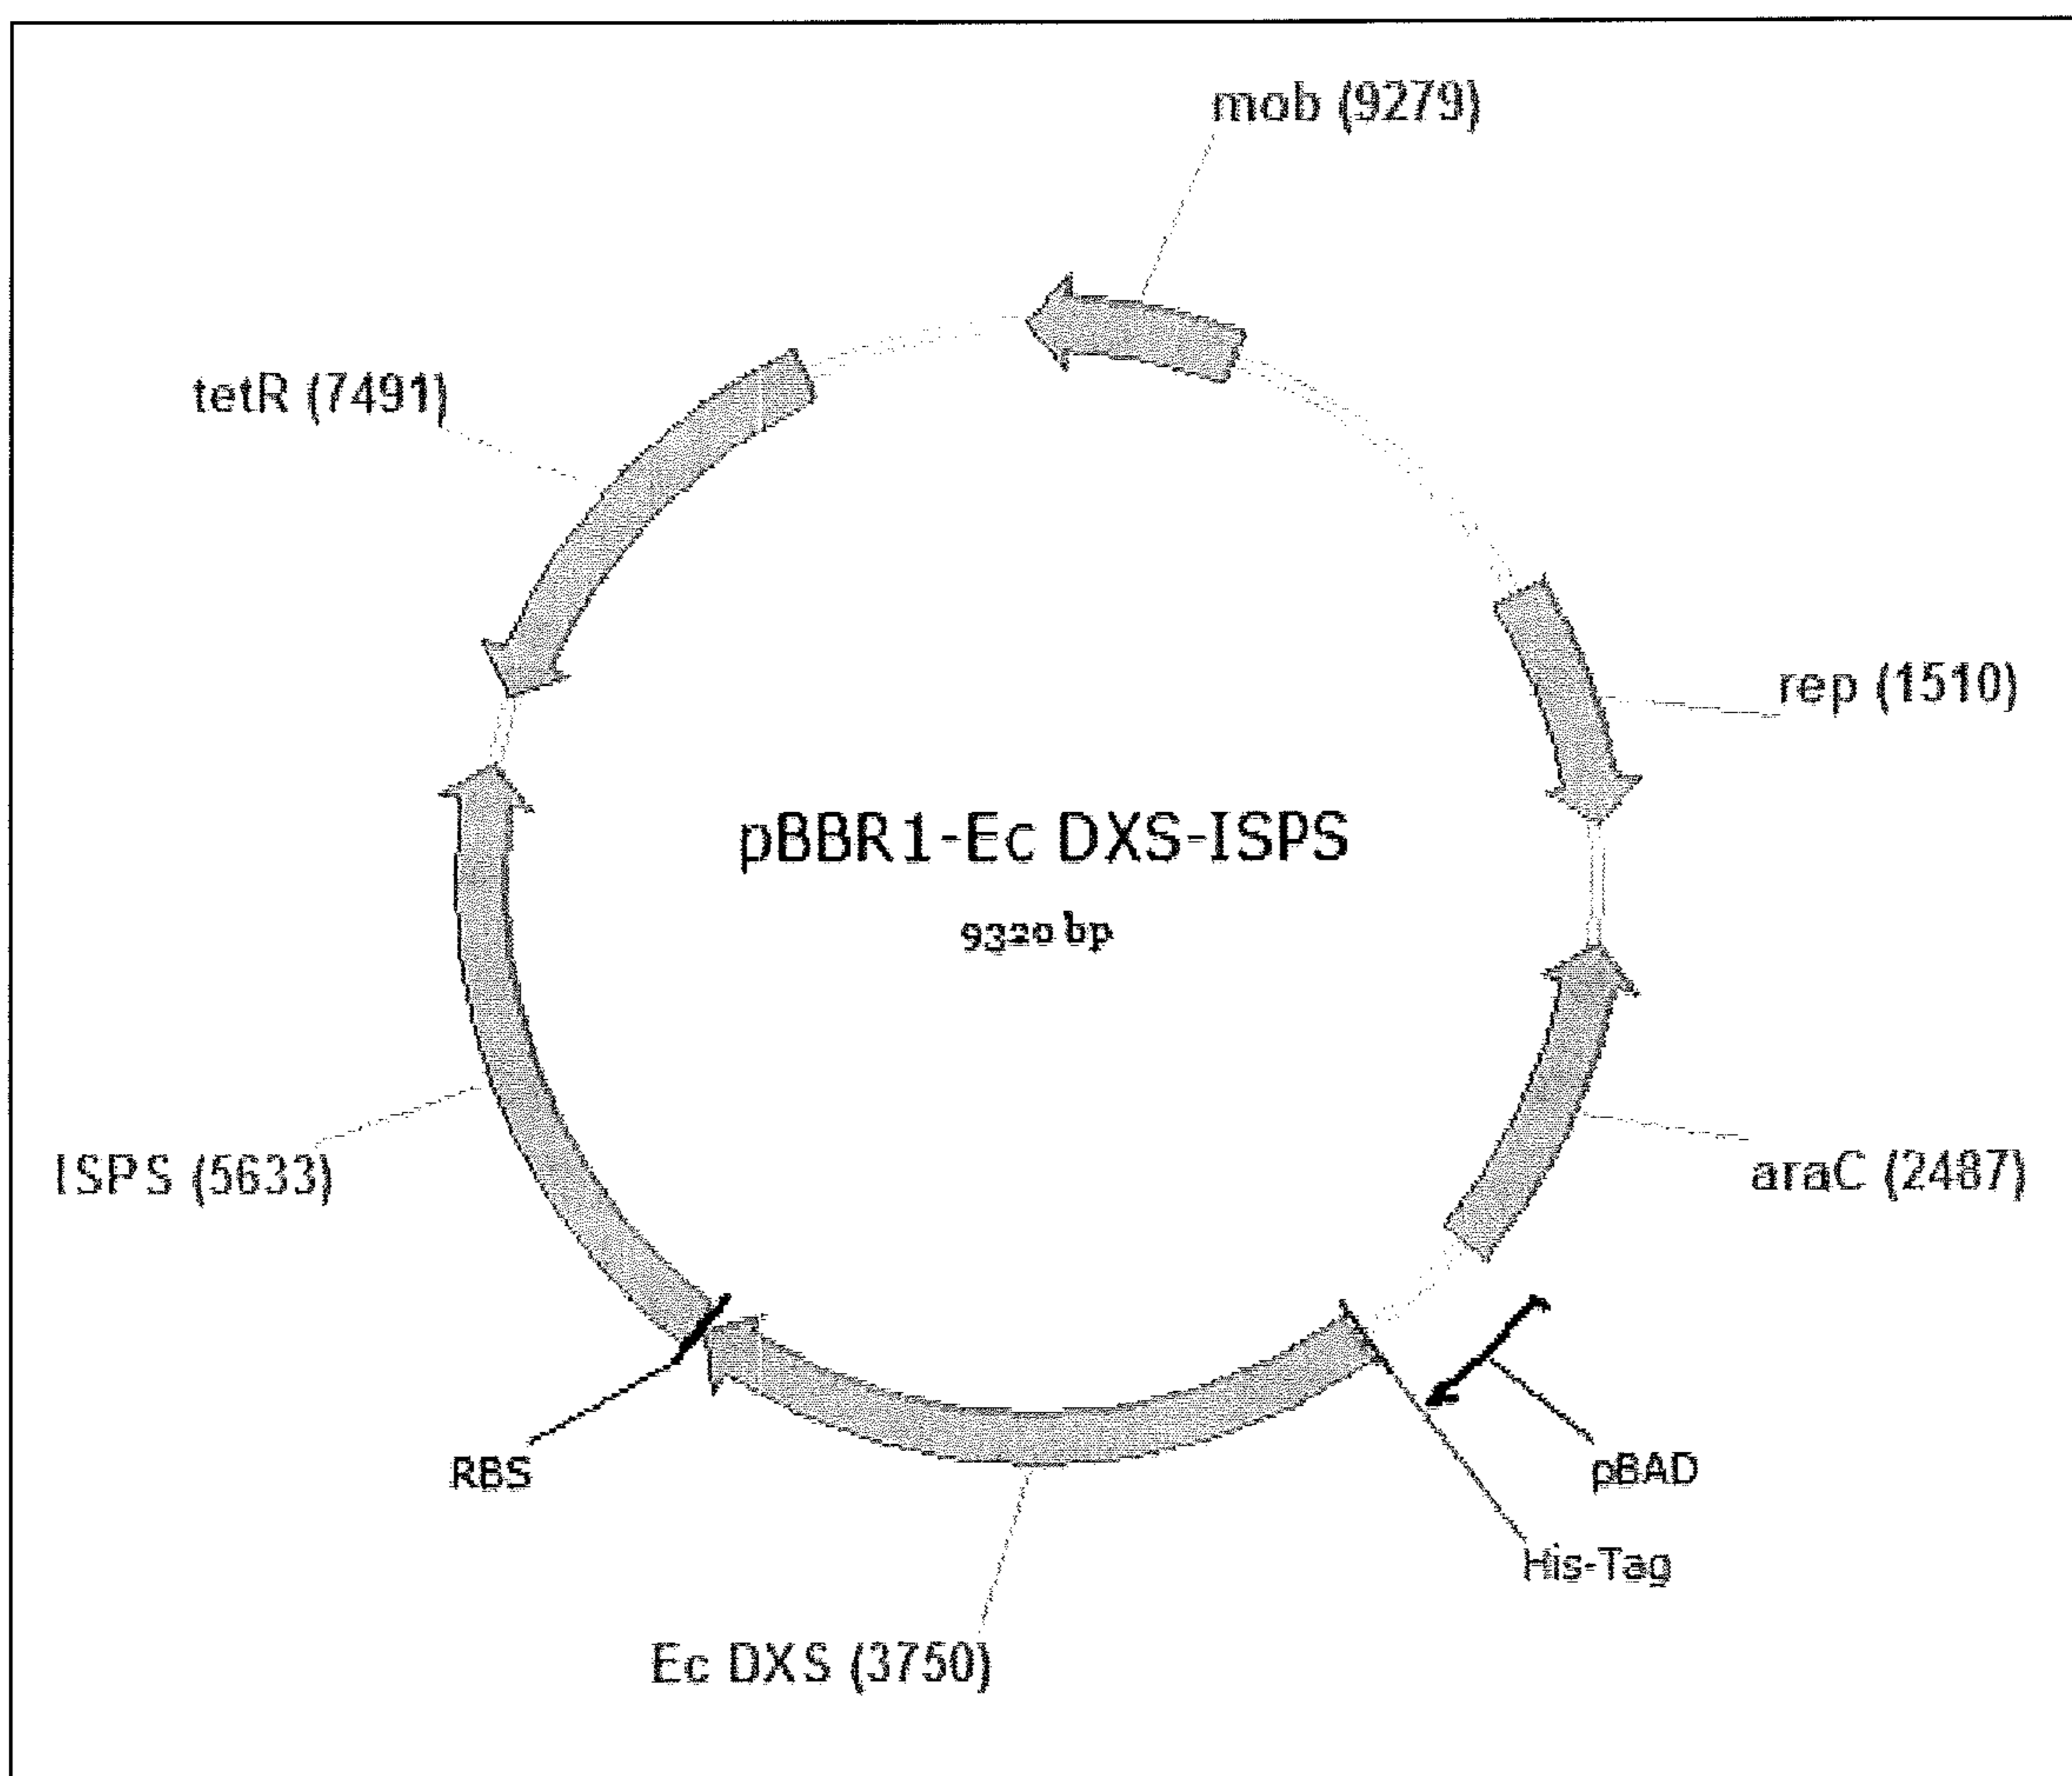 mob (9279)
tetR (7491)
rep (1510)
pBBR1-Ec DXS-ISPS
9320 bp
ISPS (5633)
araC (2487)
RBS
pBAD
His-Tag
Ec DXS (3750)